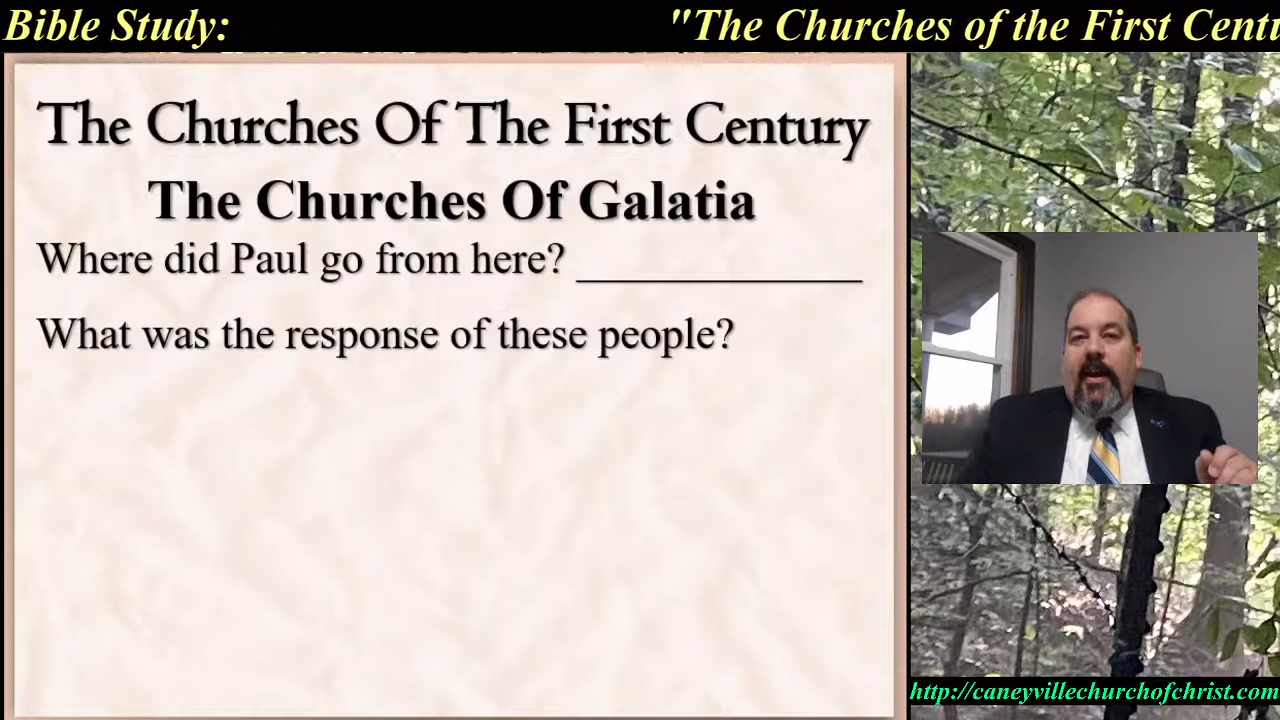 Bible Study: "The Churches of the First Centu
The Churches Of The First Century
The Churches Of Galatia
Where did Paul go from here? ______________
What was the response of these people?
http://caneyvillechurchofchrist.com